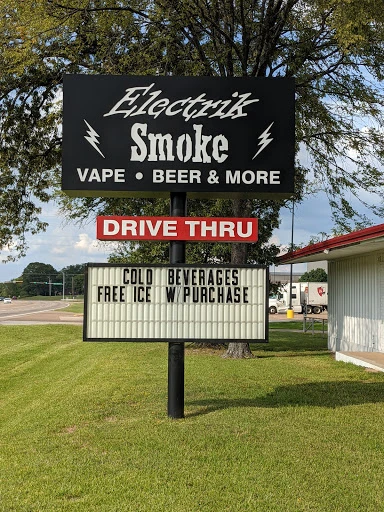 Electrik
Smoke
VAPE • BEER & MORE
DRIVE THRU
COLD BEVERAGES
FREE ICE W/PURCHASE